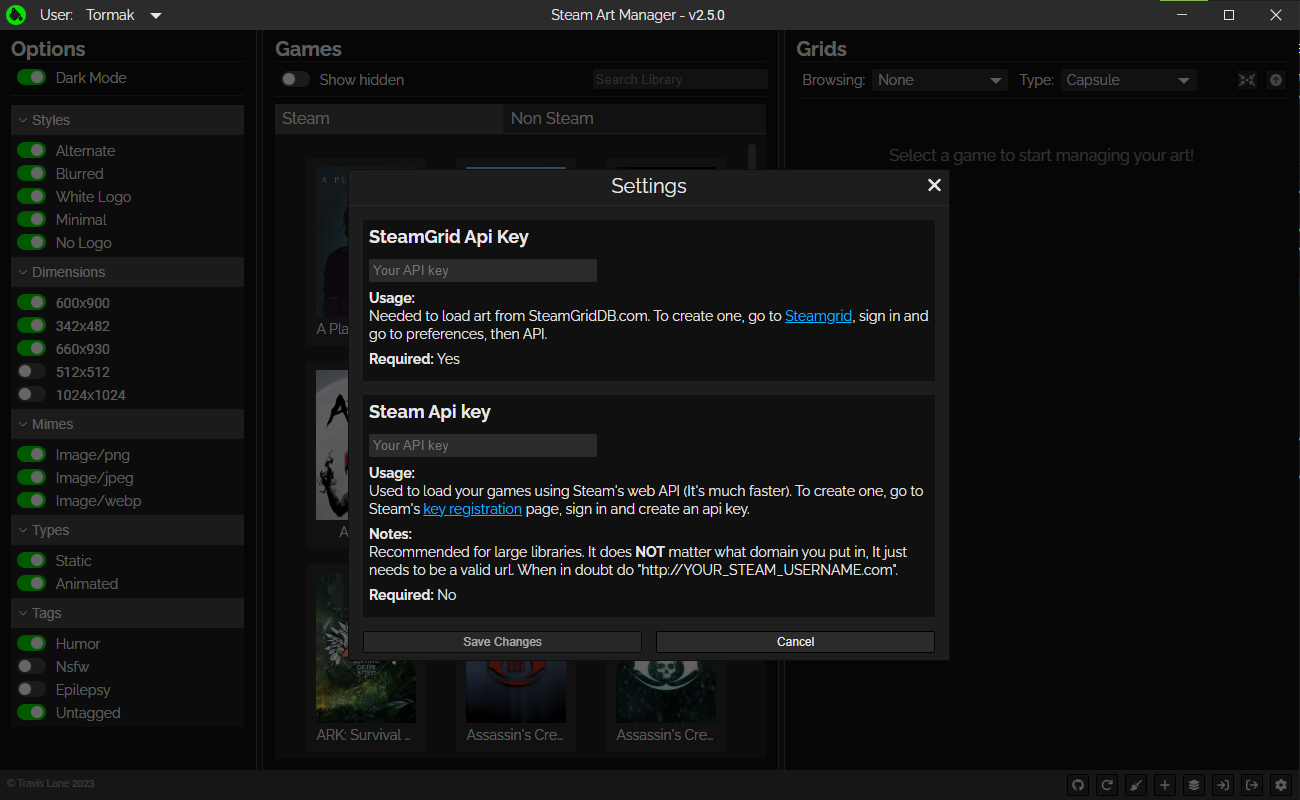 User: Tormak
Steam Art Manager - v2.5.0
Options
Dark Mode
Styles
Alternate
Blurred
White Logo
Minimal
No Logo
Dimensions
600x900
342x482
660x930
512x512
1024x1024
Mimes
Image/png
Image/jpeg
Image/webp
Types
Static
Animated
Tags
Humor
Nsfw
Epilepsy
Untagged
Games
Show hidden
Search Library
Steam
Non Steam
A Pla
A
ARK: Survival ...
Assassin's Cre...
Assassin's Cre...
Grids
Browsing: None
Type: Capsule
Select a game to start managing your art!
Settings
SteamGrid Api Key
Your API key
Usage:
Needed to load art from SteamGridDB.com. To create one, go to Steamgrid, sign in and
go to preferences, then API.
Required: Yes
Steam Api key
Your API key
Usage:
Used to load your games using Steam's web API (It's much faster). To create one, go to
Steam's key registration page, sign in and create an api key.
Notes:
Recommended for large libraries. It does NOT matter what domain you put in, It just
needs to be a valid url. When in doubt do "http://YOUR_STEAM_USERNAME.com".
Required: No
Save Changes
Cancel
© Travis Lane 2023